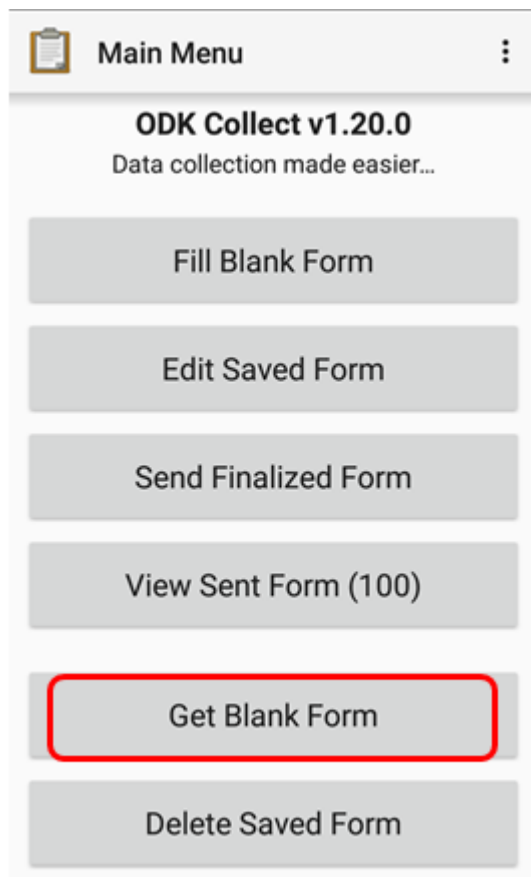 Main Menu
ODK Collect v1.20.0
Data collection made easier...
Fill Blank Form
Edit Saved Form
Send Finalized Form
View Sent Form (100)
Get Blank Form
Delete Saved Form